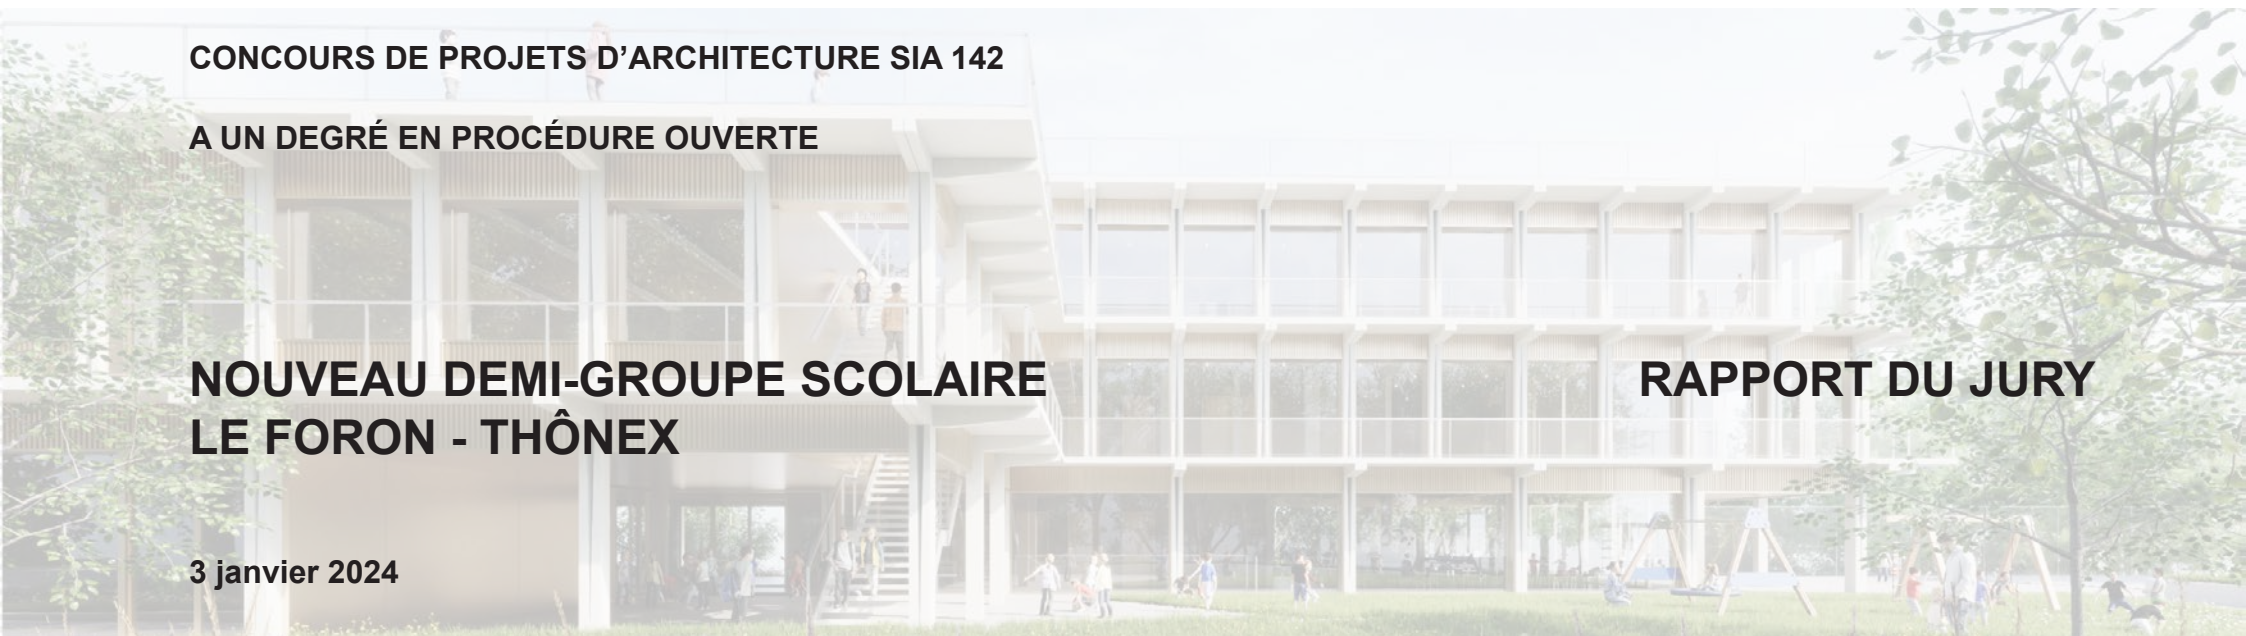 CONCOURS DE PROJETS D’ARCHITECTURE SIA 142
A UN DEGRÉ EN PROCÉDURE OUVERTE
NOUVEAU DEMI-GROUPE SCOLAIRE
LE FORON - THÔNEX
RAPPORT DU JURY
3 janvier 2024